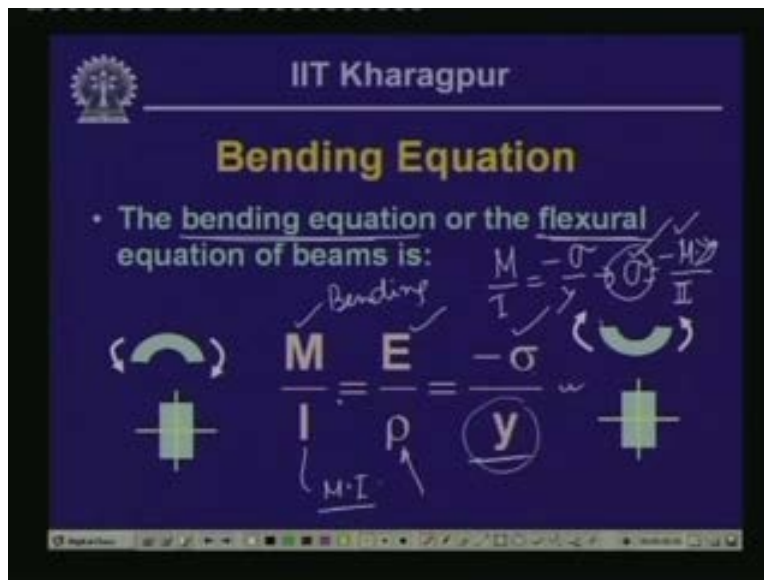 IIT Kharagpur
Bending Equation
• The bending equation or the flexural
equation of beams is:
M/I = -σ/y → σ = -My/I
Bending
M/I = E/ρ = -σ/y
M.I